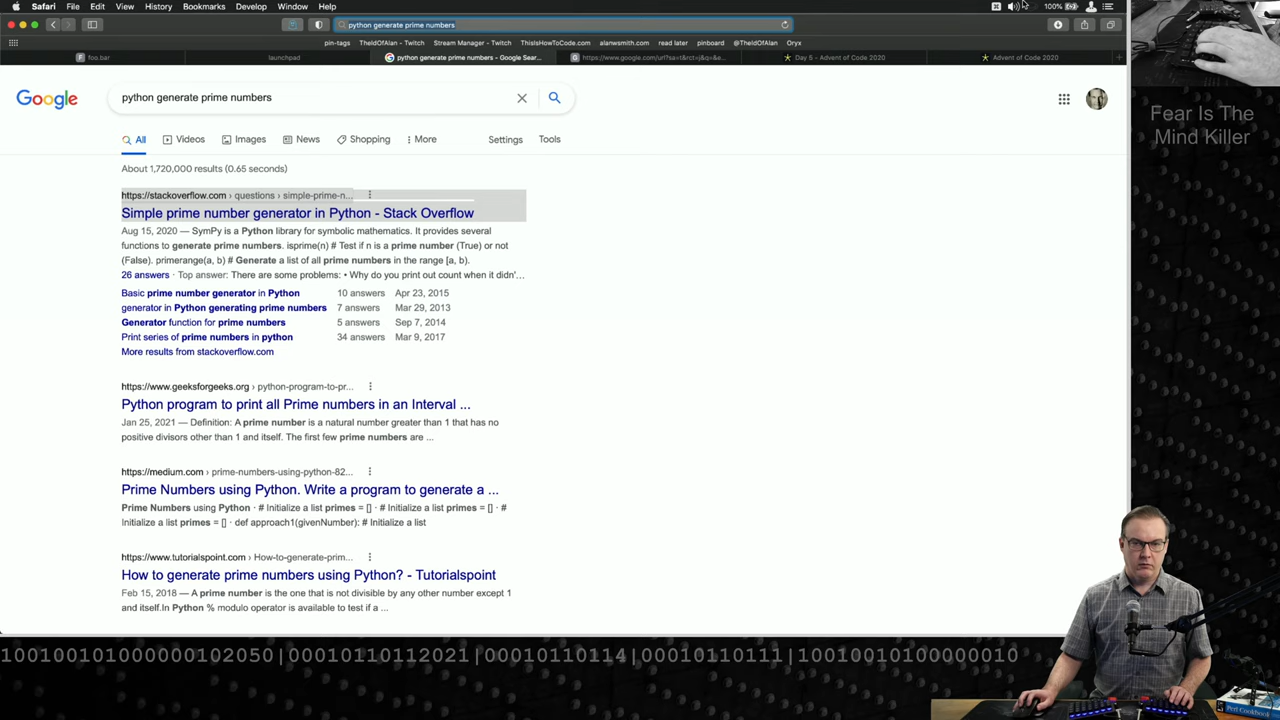 Safari File Edit View History Bookmarks Develop Window Help
100%
python generate prime numbers
pin-tags TheIdOfAlan - Twitch Stream Manager - Twitch ThisIsHowToCode.com alanwsmith.com read later pinboard @TheIdOfAlan Oryx
foo.bar launchpad python generate prime numbers - Google Sear... https://www.google.com/url?sa=t&rct=j&q=&e... Day 5 - Advent of Code 2020 Advent of Code 2020
Google python generate prime numbers
All Videos Images News Shopping More Settings Tools
About 1,720,000 results (0.65 seconds)
https://stackoverflow.com › questions › simple-prime-n...
Simple prime number generator in Python - Stack Overflow
Aug 15, 2020 — SymPy is a Python library for symbolic mathematics. It provides several
functions to generate prime numbers. isprime(n) # Test if n is a prime number (True) or not
(False). primerange(a, b) # Generate a list of all prime numbers in the range [a, b).
26 answers · Top answer: There are some problems: • Why do you print out count when it didn'...
Basic prime number generator in Python 10 answers Apr 23, 2015
generator in Python generating prime numbers 7 answers Mar 29, 2013
Generator function for prime numbers 5 answers Sep 7, 2014
Print series of prime numbers in python 34 answers Mar 9, 2017
More results from stackoverflow.com
https://www.geeksforgeeks.org › python-program-to-pr...
Python program to print all Prime numbers in an Interval ...
Jan 25, 2021 — Definition: A prime number is a natural number greater than 1 that has no
positive divisors other than 1 and itself. The first few prime numbers are ...
https://medium.com › prime-numbers-using-python-82...
Prime Numbers using Python. Write a program to generate a ...
Prime Numbers using Python · # Initialize a list primes = [] · # Initialize a list primes = [] · #
Initialize a list primes = [] · def approach1(givenNumber): # Initialize a list
https://www.tutorialspoint.com › How-to-generate-prim...
How to generate prime numbers using Python? - Tutorialspoint
Feb 15, 2018 — A prime number is the one that is not divisible by any other number except 1
and itself.In Python % modulo operator is available to test if a ...
Fear Is The
Mind Killer
100100101000000102050|00010110112021|00010110114|00010110111|100100101000000010
Perl Cookbook